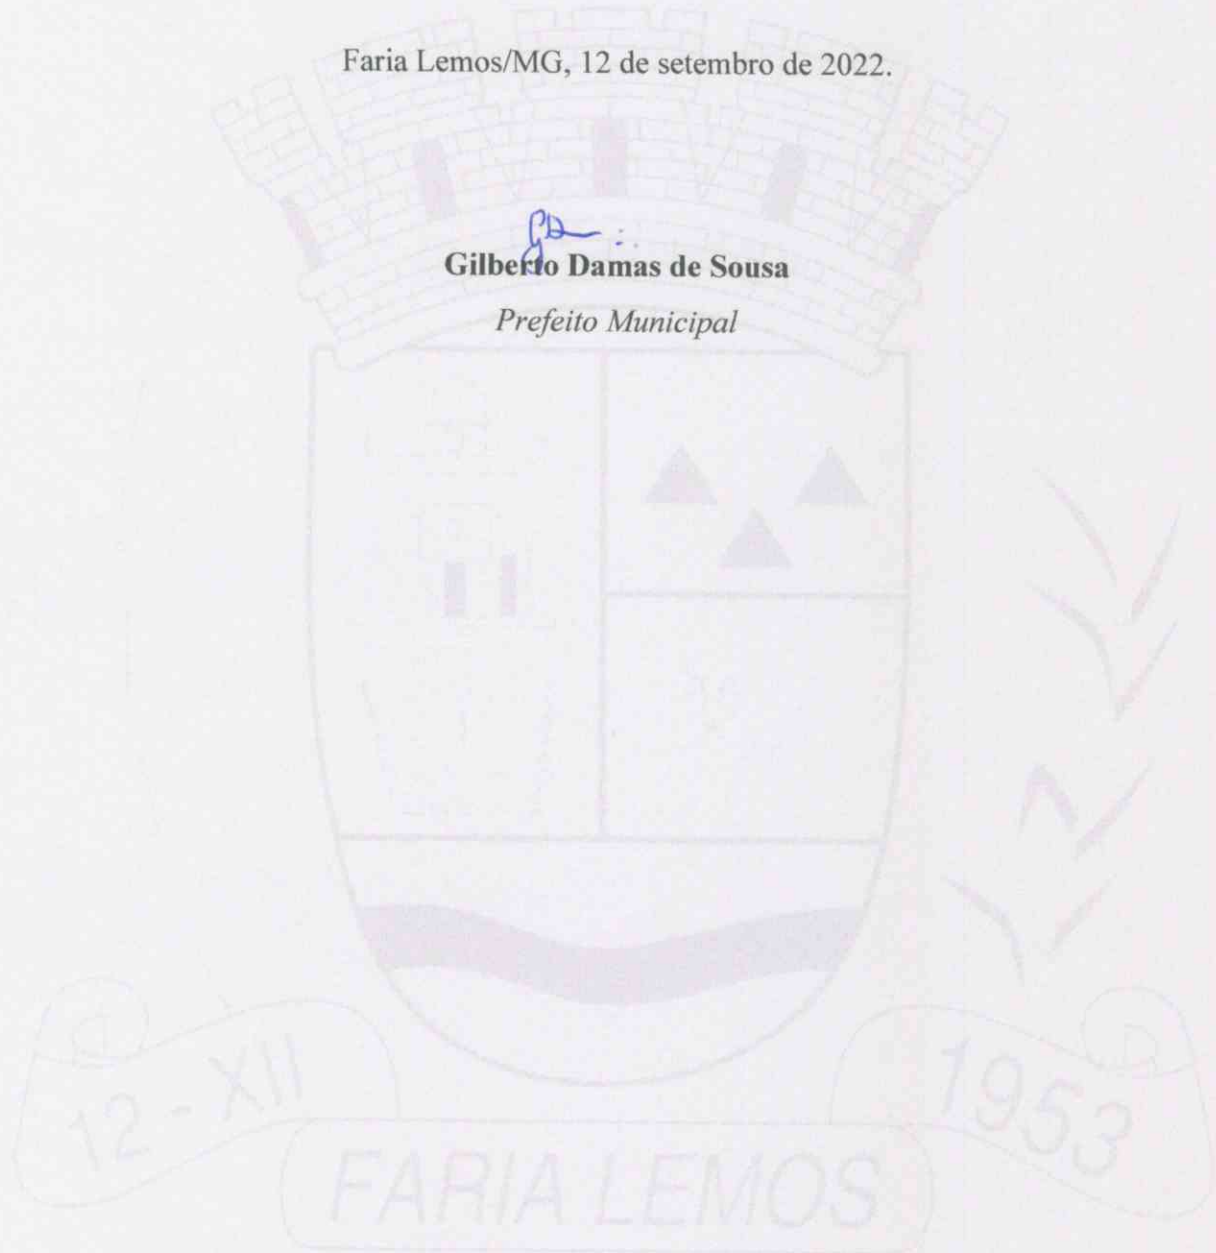 Faria Lemos/MG, 12 de setembro de 2022.
Gilberto Damas de Sousa
Prefeito Municipal
12 - XII
1953
FARIA LEMOS